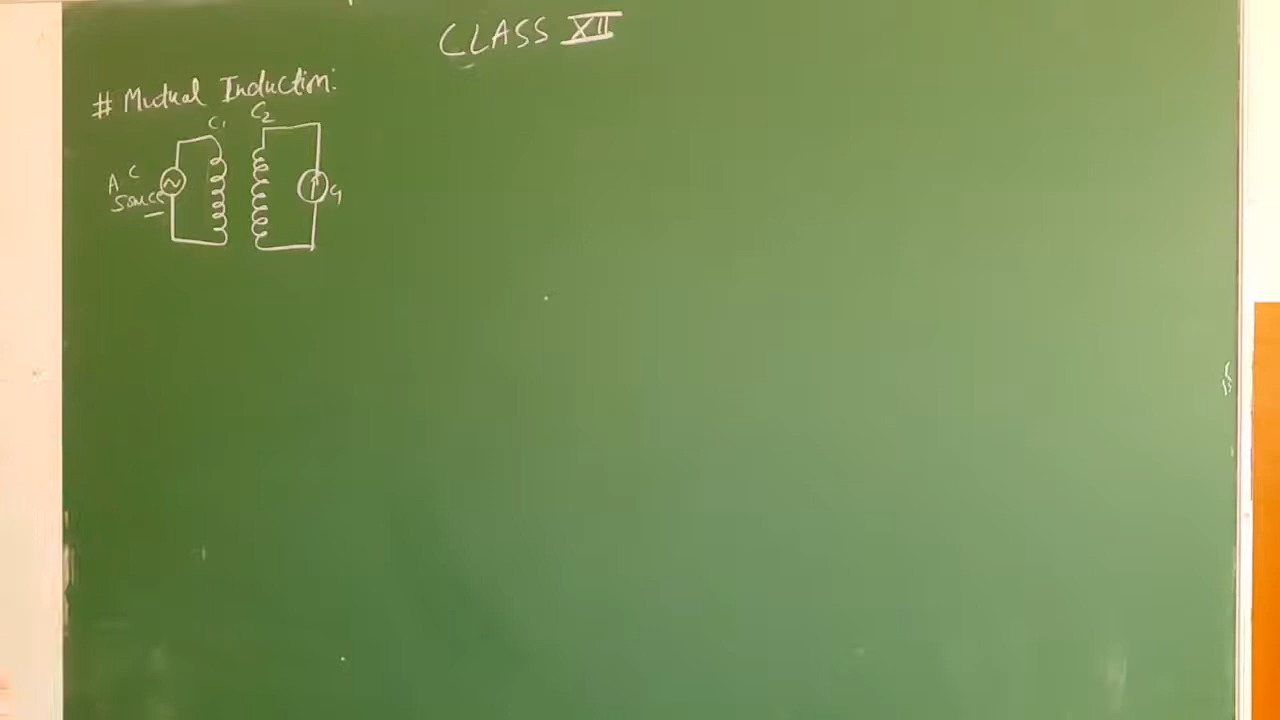 CLASS XII
# Mutual Induction:
C1 C2
AC
Source
G